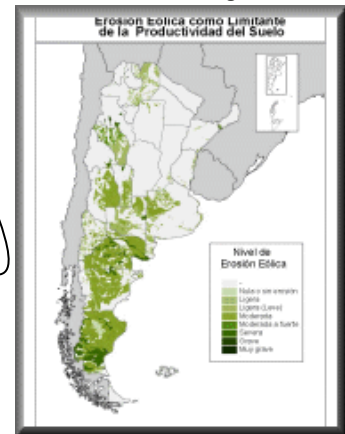 Erosión Eólica como Limitante
de la Productividad del Suelo
Nivel de
Erosión Eólica
-
Nula o sin erosión
Ligera
Ligera (Leve)
Moderada
Moderada a fuerte
Severa
Grave
Muy grave